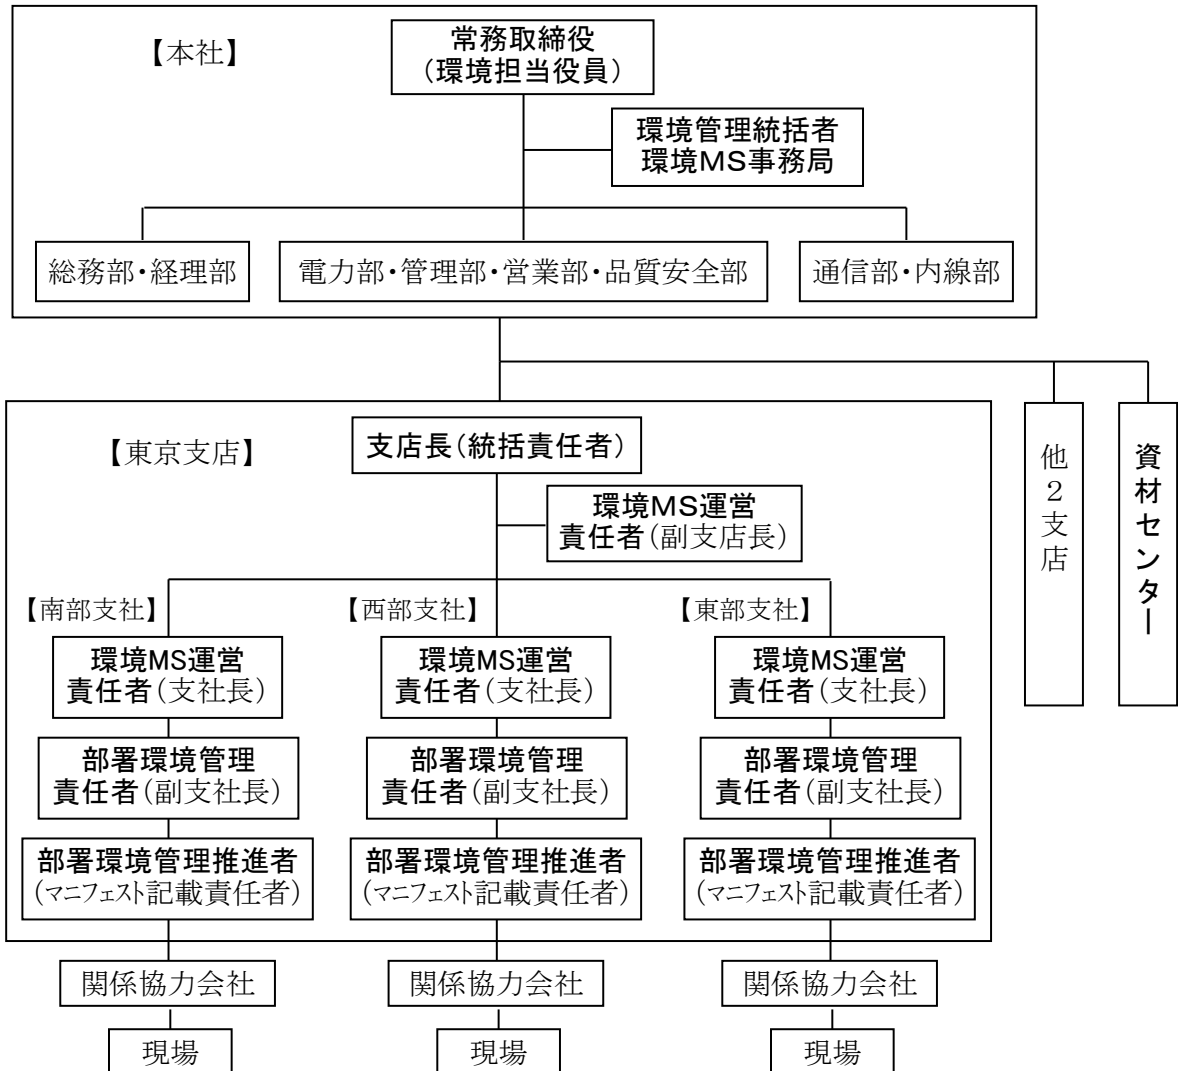 【本社】
常務取締役
（環境担当役員）
環境管理統括者
環境MS事務局
総務部・経理部
電力部・管理部・営業部・品質安全部
通信部・内線部
【東京支店】
支店長（統括責任者）
環境MS運営
責任者（副支店長）
他２支店
資材センター
【南部支社】
【西部支社】
【東部支社】
環境MS運営
責任者（支社長）
環境MS運営
責任者（支社長）
環境MS運営
責任者（支社長）
部署環境管理
責任者（副支社長）
部署環境管理
責任者（副支社長）
部署環境管理
責任者（副支社長）
部署環境管理推進者
（マニフェスト記載責任者）
部署環境管理推進者
（マニフェスト記載責任者）
部署環境管理推進者
（マニフェスト記載責任者）
関係協力会社
関係協力会社
関係協力会社
現場
現場
現場